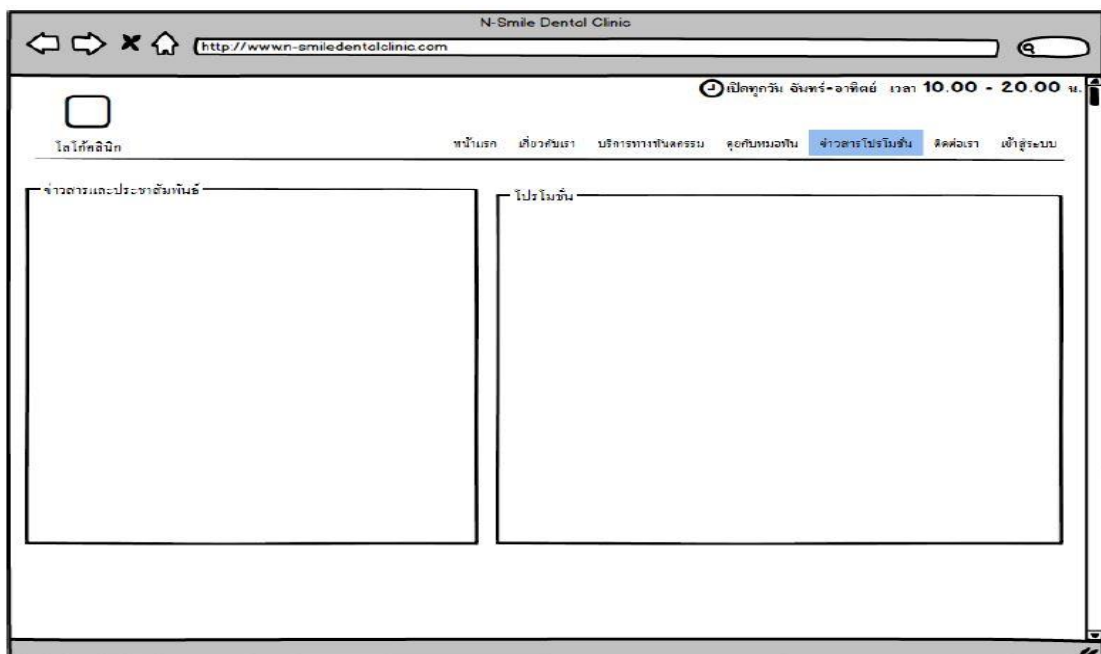 N-Smile Dental Clinic
http://www.n-smiledentalclinic.com
เปิดทุกวัน จันทร์-อาทิตย์ เวลา 10.00 - 20.00 น.
โลโก้คลินิก
หน้าแรก เกี่ยวกับเรา บริการทางทันตกรรม คุยกับหมอฟัน ข่าวสารโปรโมชั่น ติดต่อเรา เข้าสู่ระบบ
ข่าวสารและประชาสัมพันธ์
โปรโมชั่น